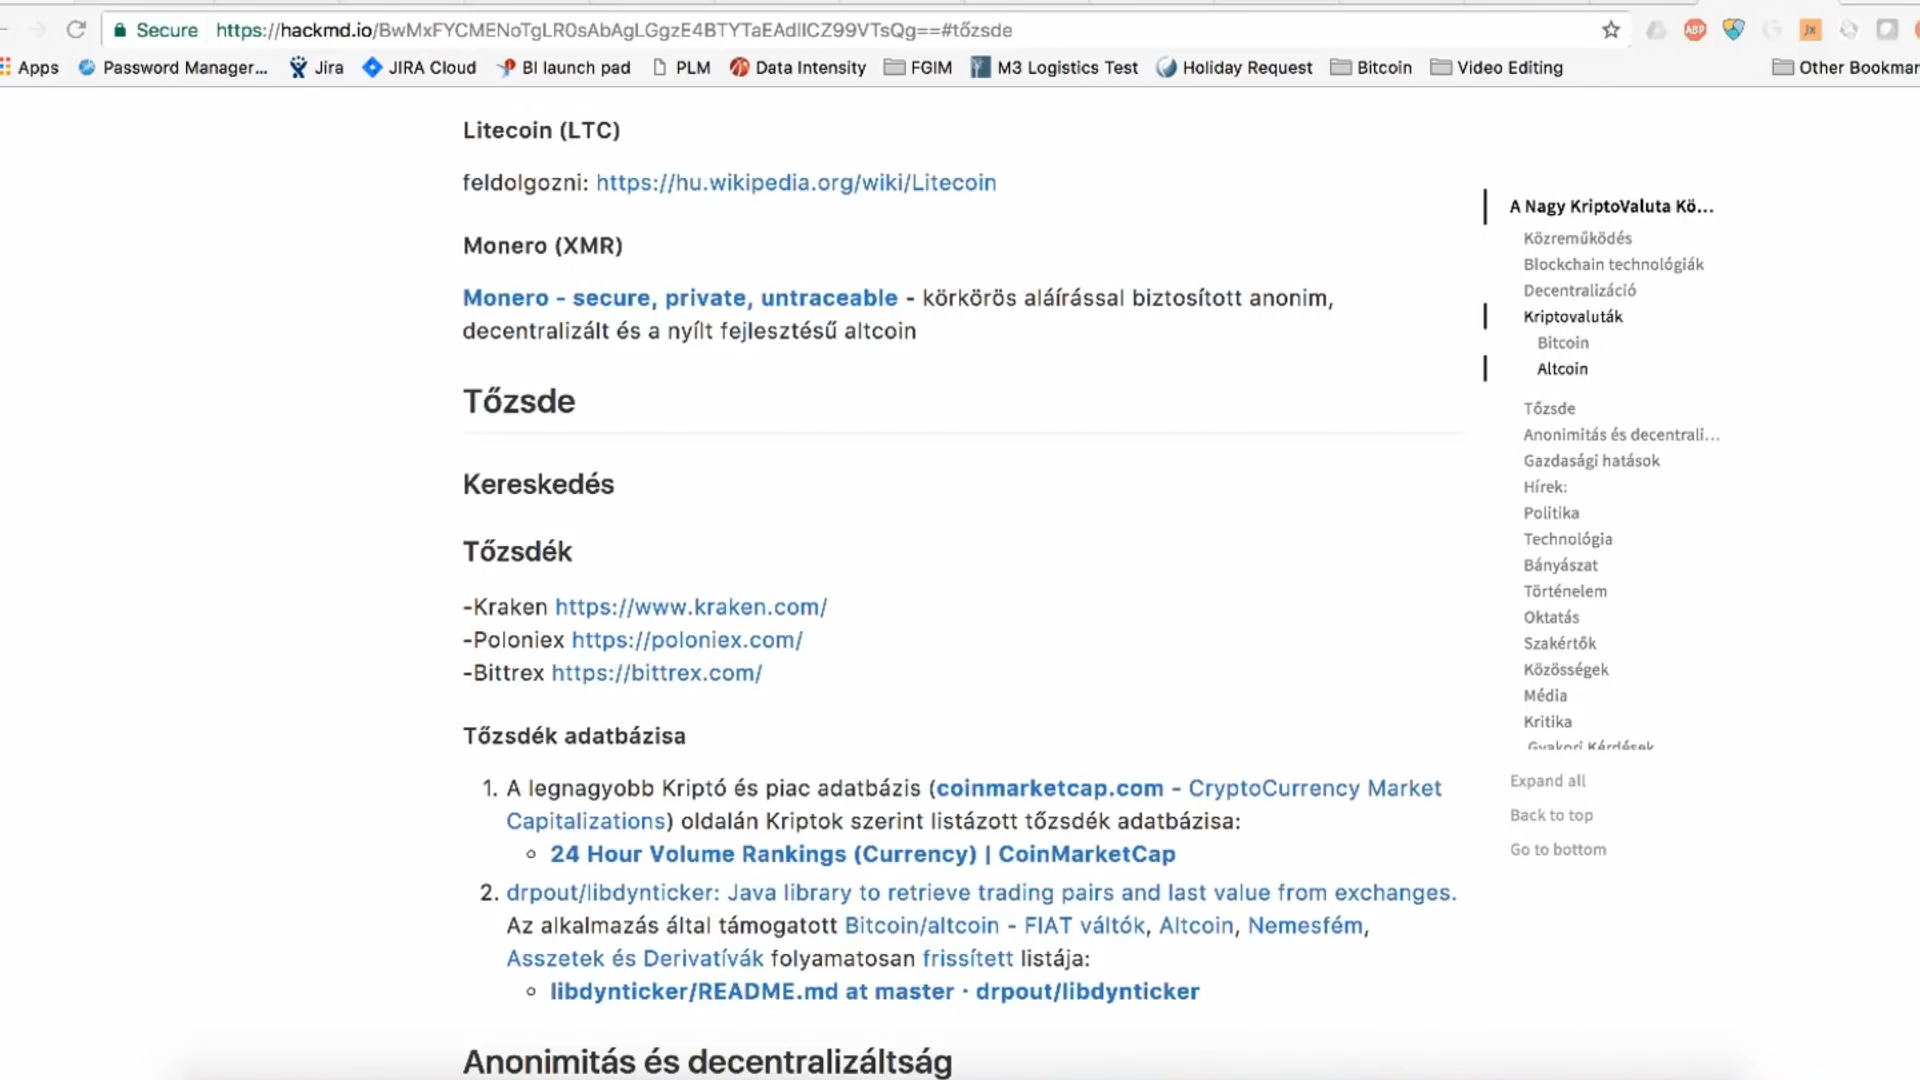 Secure https://hackmd.io/BwMxFYCMENoTgLR0sAbAgLGgzE4BTYTaEAdlICZ99VTsQg==#tőzsde
ABP
Jx
Apps Password Manager... Jira JIRA Cloud BI launch pad PLM Data Intensity FGIM M3 Logistics Test Holiday Request Bitcoin Video Editing Other Bookmar
Litecoin (LTC)
feldolgozni: https://hu.wikipedia.org/wiki/Litecoin
Monero (XMR)
Monero - secure, private, untraceable - körkörös aláírással biztosított anonim,
decentralizált és a nyílt fejlesztésű altcoin
Tőzsde
Kereskedés
Tőzsdék
-Kraken https://www.kraken.com/
-Poloniex https://poloniex.com/
-Bittrex https://bittrex.com/
Tőzsdék adatbázisa
1. A legnagyobb Kriptó és piac adatbázis (coinmarketcap.com - CryptoCurrency Market
Capitalizations) oldalán Kriptok szerint listázott tőzsdék adatbázisa:
24 Hour Volume Rankings (Currency) | CoinMarketCap
2. drpout/libdynticker: Java library to retrieve trading pairs and last value from exchanges.
Az alkalmazás által támogatott Bitcoin/altcoin - FIAT váltók, Altcoin, Nemesfém,
Asszetek és Derivatívák folyamatosan frissített listája:
libdynticker/README.md at master · drpout/libdynticker
Anonimitás és decentralizáltság
A Nagy KriptoValuta Kö...
Közreműködés
Blockchain technológiák
Decentralizáció
Kriptovaluták
Bitcoin
Altcoin
Tőzsde
Anonimitás és decentrali...
Gazdasági hatások
Hírek:
Politika
Technológia
Bányászat
Történelem
Oktatás
Szakértők
Közösségek
Média
Kritika
Gyakori Kérdések
Expand all
Back to top
Go to bottom